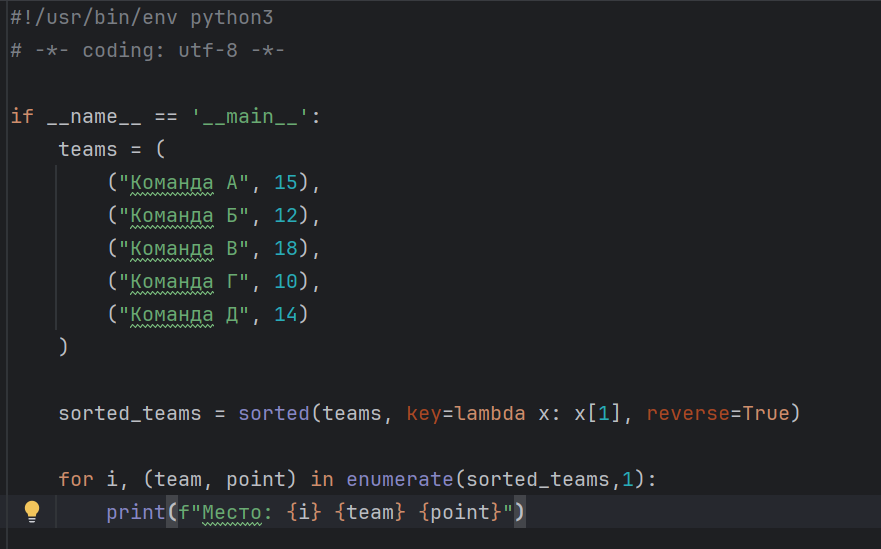 #!/usr/bin/env python3
# -*- coding: utf-8 -*-

if __name__ == '__main__':
    teams = (
        ("Команда А", 15),
        ("Команда Б", 12),
        ("Команда В", 18),
        ("Команда Г", 10),
        ("Команда Д", 14)
    )

    sorted_teams = sorted(teams, key=lambda x: x[1], reverse=True)

    for i, (team, point) in enumerate(sorted_teams,1):
        print(f"Место: {i} {team} {point}")